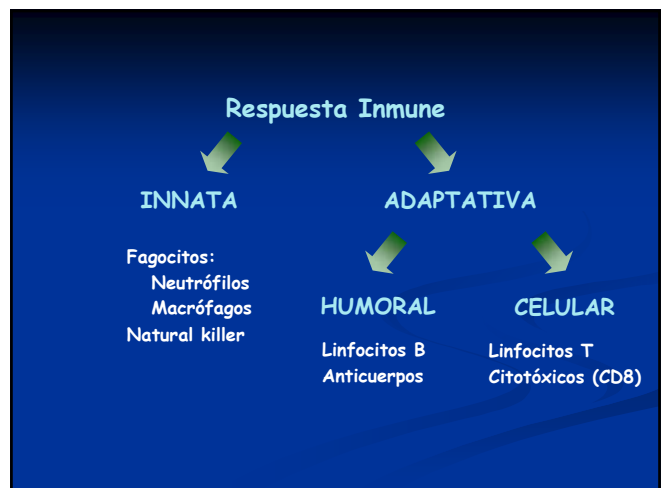 Respuesta Inmune
INNATA
ADAPTATIVA
Fagocitos:
Neutrófilos
Macrófagos
Natural killer
HUMORAL
Linfocitos B
Anticuerpos
CELULAR
Linfocitos T
Citotóxicos (CD8)